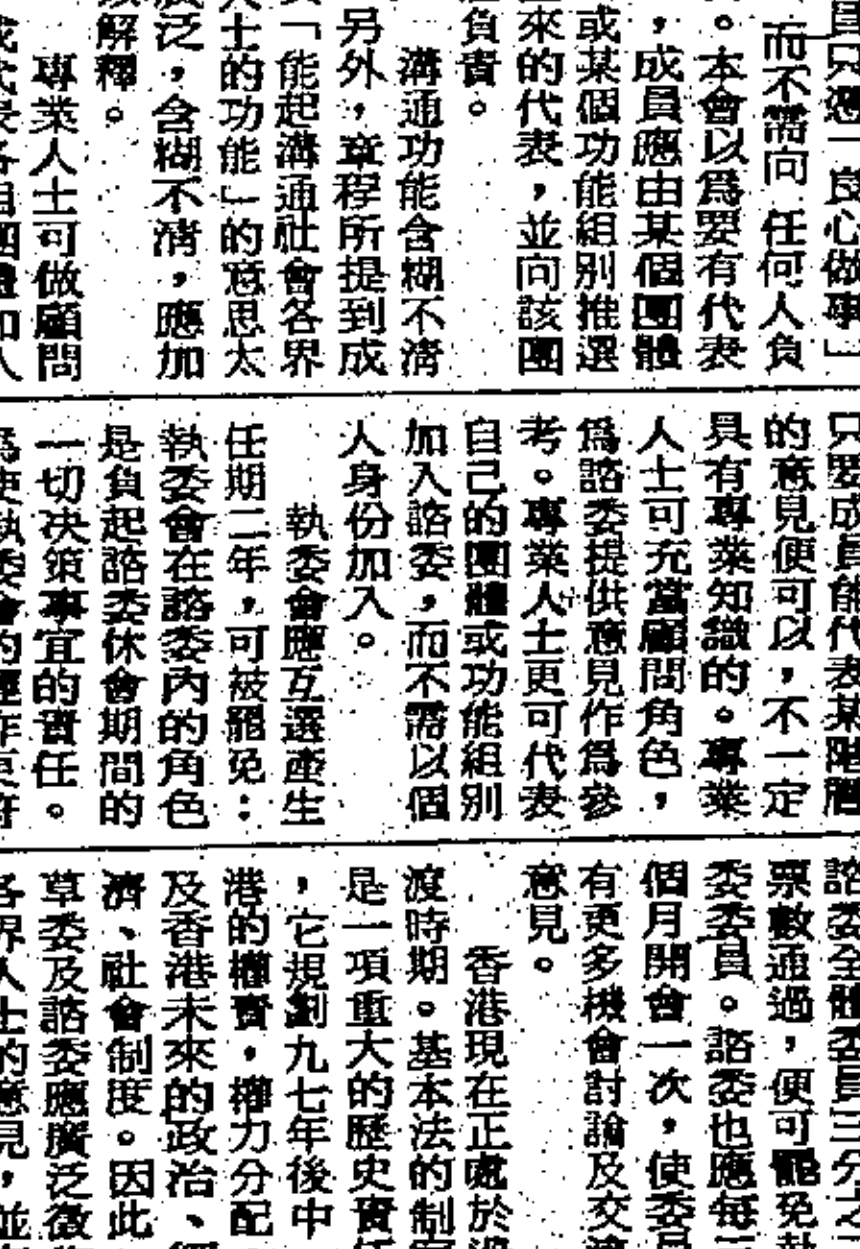 員只憑「良心做事」
而不需向 任何人負
。本會以爲要有代表
，成員應由某個團體
或某個功能組別推選
來的代表，並向該團
負責。
溝通功能含糊不清
另外，章程所提到成
「能起溝通社會各界
人士的功能」的意思太
廣泛，含糊不清，應加
解釋。
專業人士可做顧問
只要成員能代表某階層
的意見便可以，不一定
具有專業知識的。專業
人士可充當顧問角色，
爲諮委提供意見作爲參
考。專業人士更可代表
自己的團體或功能組別
加入諮委，而不需以個
人身份加入。
執委會應互選產生
任期二年，可被罷免：
執委會在諮委內的角色
是負起諮委休會期間的
一切決策事宜的責任。
爲使執委會的運作更
諮委全體委員三分之
票數通過，便可罷免執
委委員。諮委也應每
個月開會一次，使委員
有更多機會討論及交
意見。
香港現在正處於
渡時期。基本法的制
是一項重大的歷史責
，它規劃九七年後中
港的權責，權力分配
及香港未來的政治、
濟、社會制度。因此
草委及諮委應廣泛徵
各界人士的意見，並